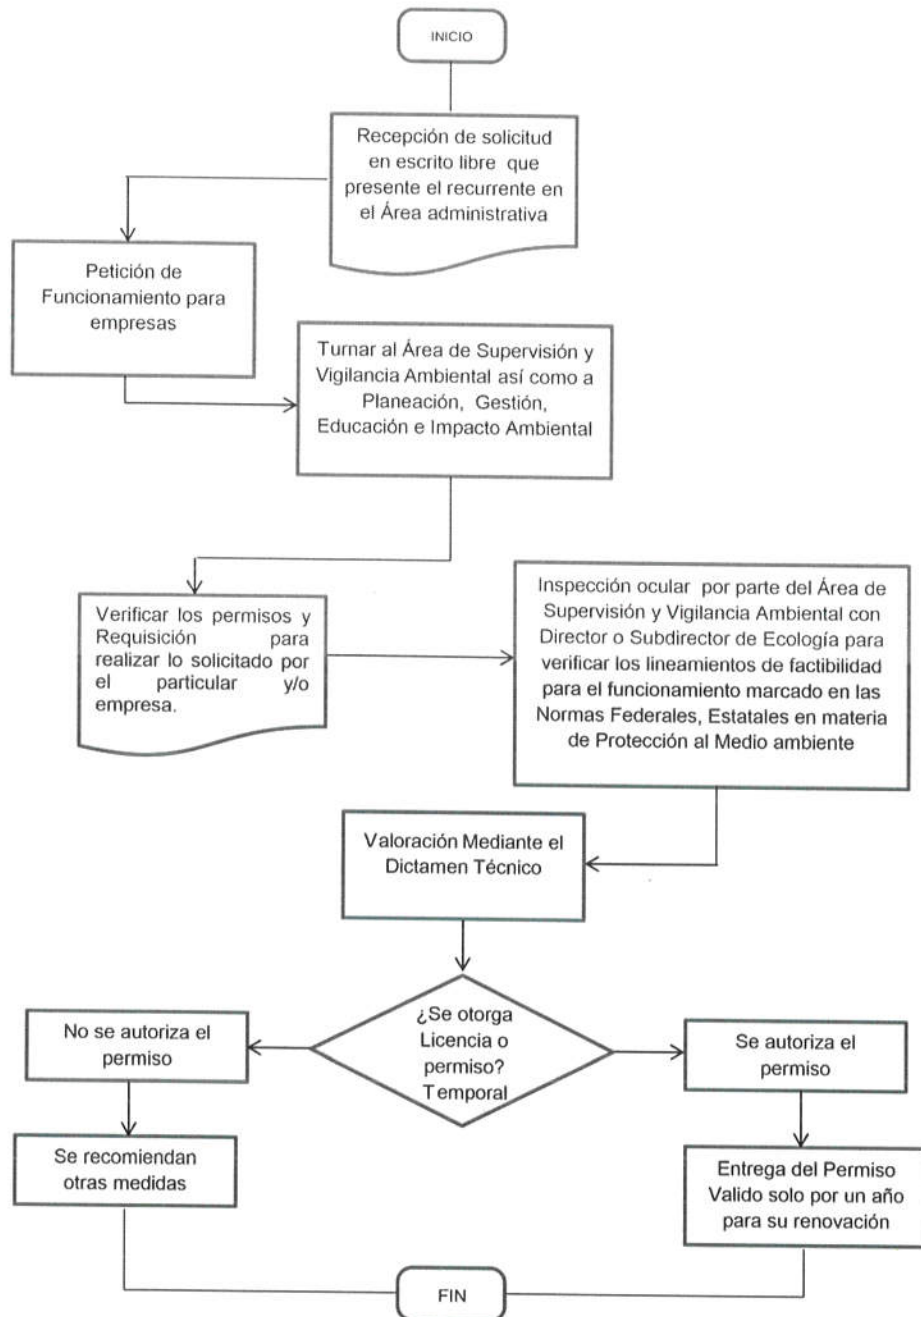 INICIO
Recepción de solicitud
en escrito libre que
presente el recurrente en
el Área administrativa
Petición de
Funcionamiento para
empresas
Turnar al Área de Supervisión y
Vigilancia Ambiental así como a
Planeación, Gestión,
Educación e Impacto Ambiental
Verificar los permisos y
Requisición para
realizar lo solicitado por
el particular y/o
empresa.
Inspección ocular por parte del Área de
Supervisión y Vigilancia Ambiental con
Director o Subdirector de Ecología para
verificar los lineamientos de factibilidad
para el funcionamiento marcado en las
Normas Federales, Estatales en materia
de Protección al Medio ambiente
Valoración Mediante el
Dictamen Técnico
¿Se otorga
Licencia o
permiso?
Temporal
No se autoriza el
permiso
Se autoriza el
permiso
Se recomiendan
otras medidas
Entrega del Permiso
Valido solo por un año
para su renovación
FIN